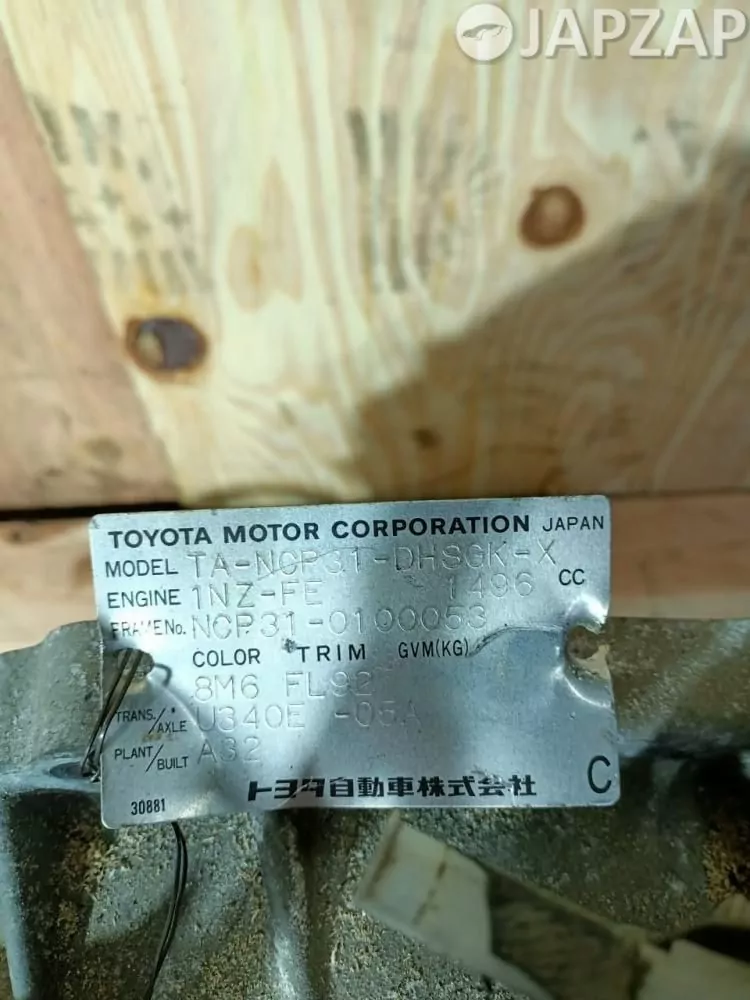 JAPZAP
TOYOTA MOTOR CORPORATION JAPAN
MODEL TA-NCP31-DHSGK-X
ENGINE 1NZ-FE 1496 CC
FRAME No. NCP31-0100053
COLOR TRIM GVM(KG)
8M6 FL92
TRANS./AXLE U340E -05A
PLANT/BUILT A32
30881 トヨタ自動車株式会社 C